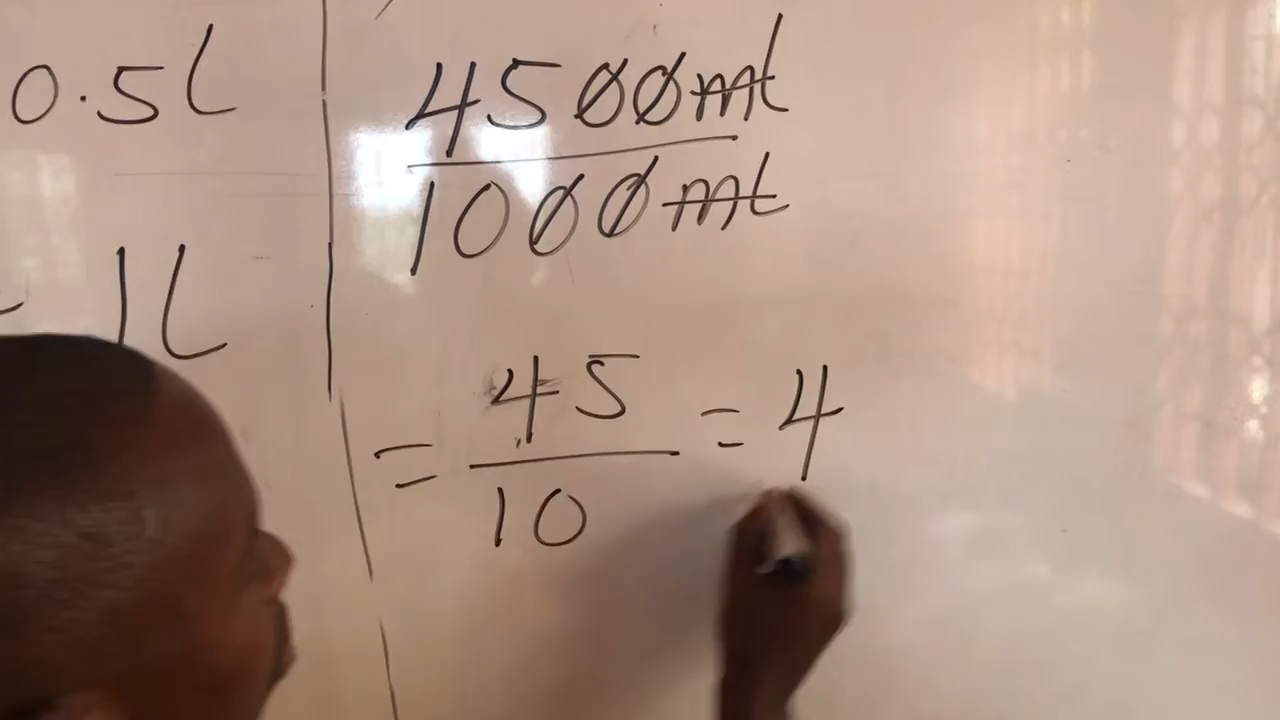 0.5l
1l
4500ml
1000ml
= 45/10 = 4